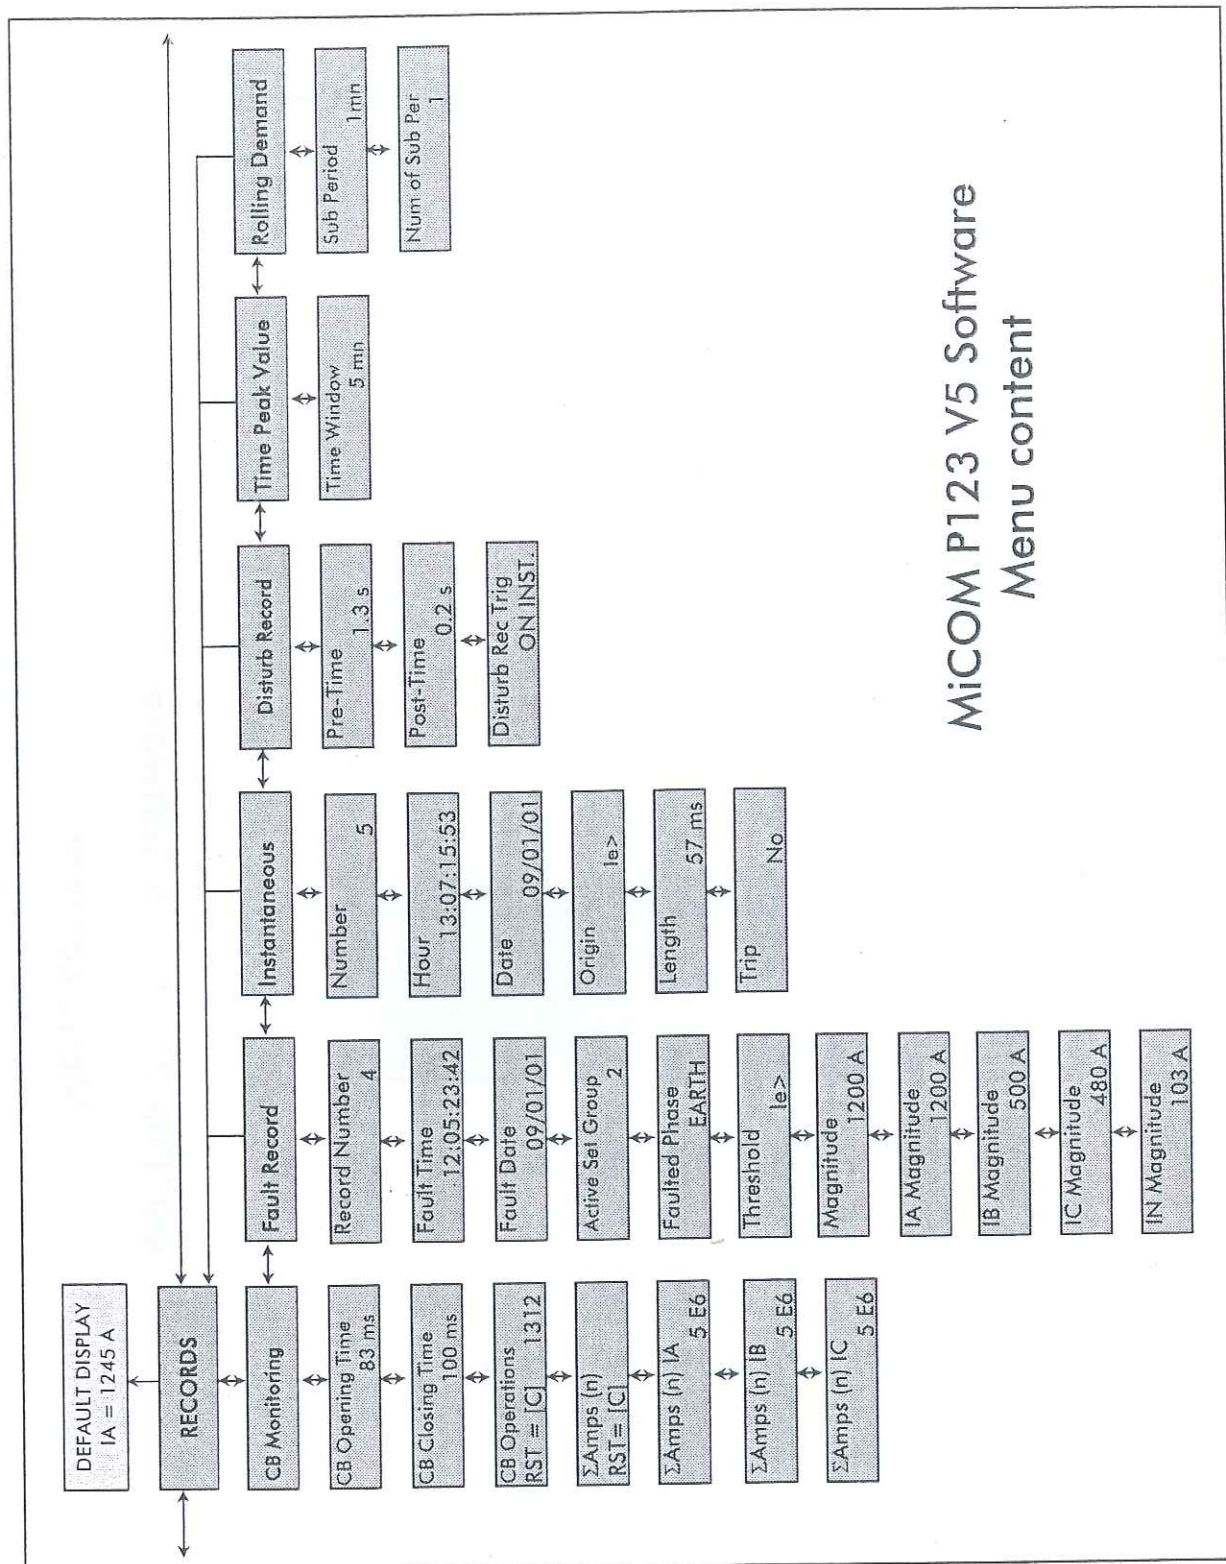 DEFAULT DISPLAY
IA = 1245 A
RECORDS
CB Monitoring
CB Opening Time
83 ms
CB Closing Time
100 ms
CB Operations
RST = [C] 1312
ΣAmps (n)
RST= [C]
ΣAmps (n) IA
5 E6
ΣAmps (n) IB
5 E6
ΣAmps (n) IC
5 E6
Fault Record
Record Number
4
Fault Time
12:05:23:42
Fault Date
09/01/01
Active Set Group
2
Faulted Phase
EARTH
Threshold
Ie>
Magnitude
1200 A
IA Magnitude
1200 A
IB Magnitude
500 A
IC Magnitude
480 A
IN Magnitude
103 A
Instantaneous
Number
5
Hour
13:07:15:53
Date
09/01/01
Origin
Ie>
Length
57 ms
Trip
No
Disturb Record
Pre-Time
1.3 s
Post-Time
0.2 s
Disturb Rec Trig
ON INST.
Time Peak Value
Time Window
5 mn
Rolling Demand
Sub Period
1mn
Num of Sub Per
1
MiCOM P123 V5 Software
Menu content